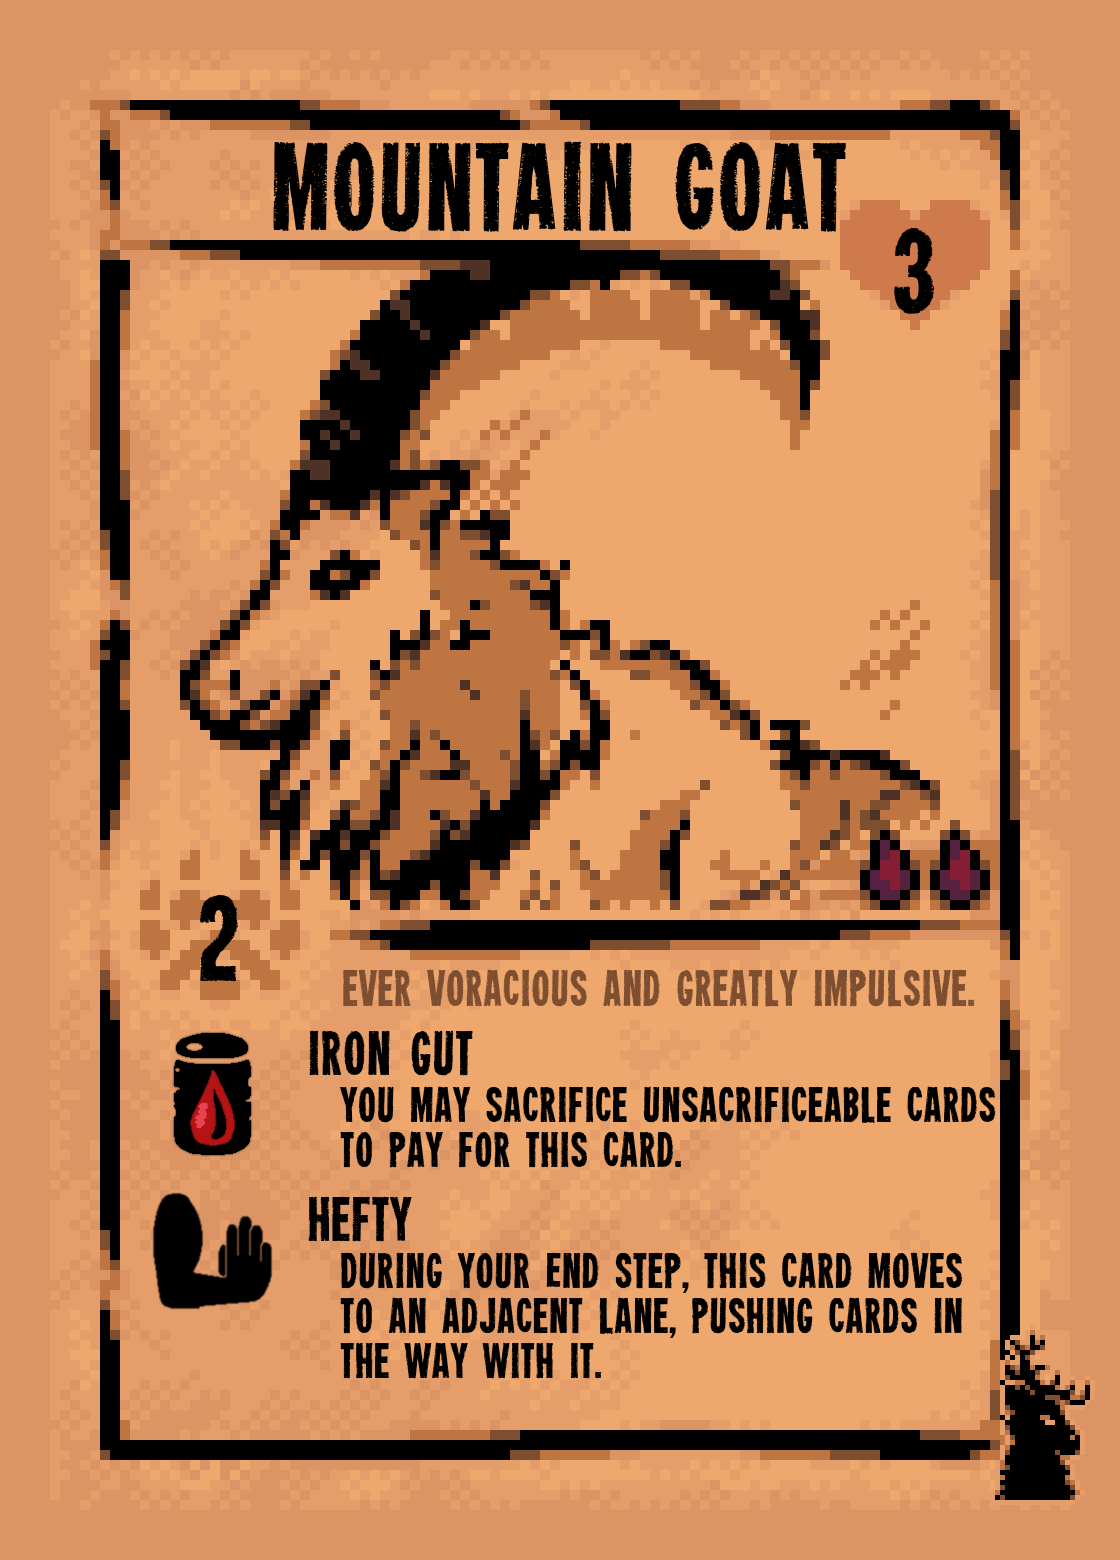 MOUNTAIN GOAT
3
2
EVER VORACIOUS AND GREATLY IMPULSIVE.
IRON GUT
YOU MAY SACRIFICE UNSACRIFICEABLE CARDS
TO PAY FOR THIS CARD.
HEFTY
DURING YOUR END STEP, THIS CARD MOVES
TO AN ADJACENT LANE, PUSHING CARDS IN
THE WAY WITH IT.